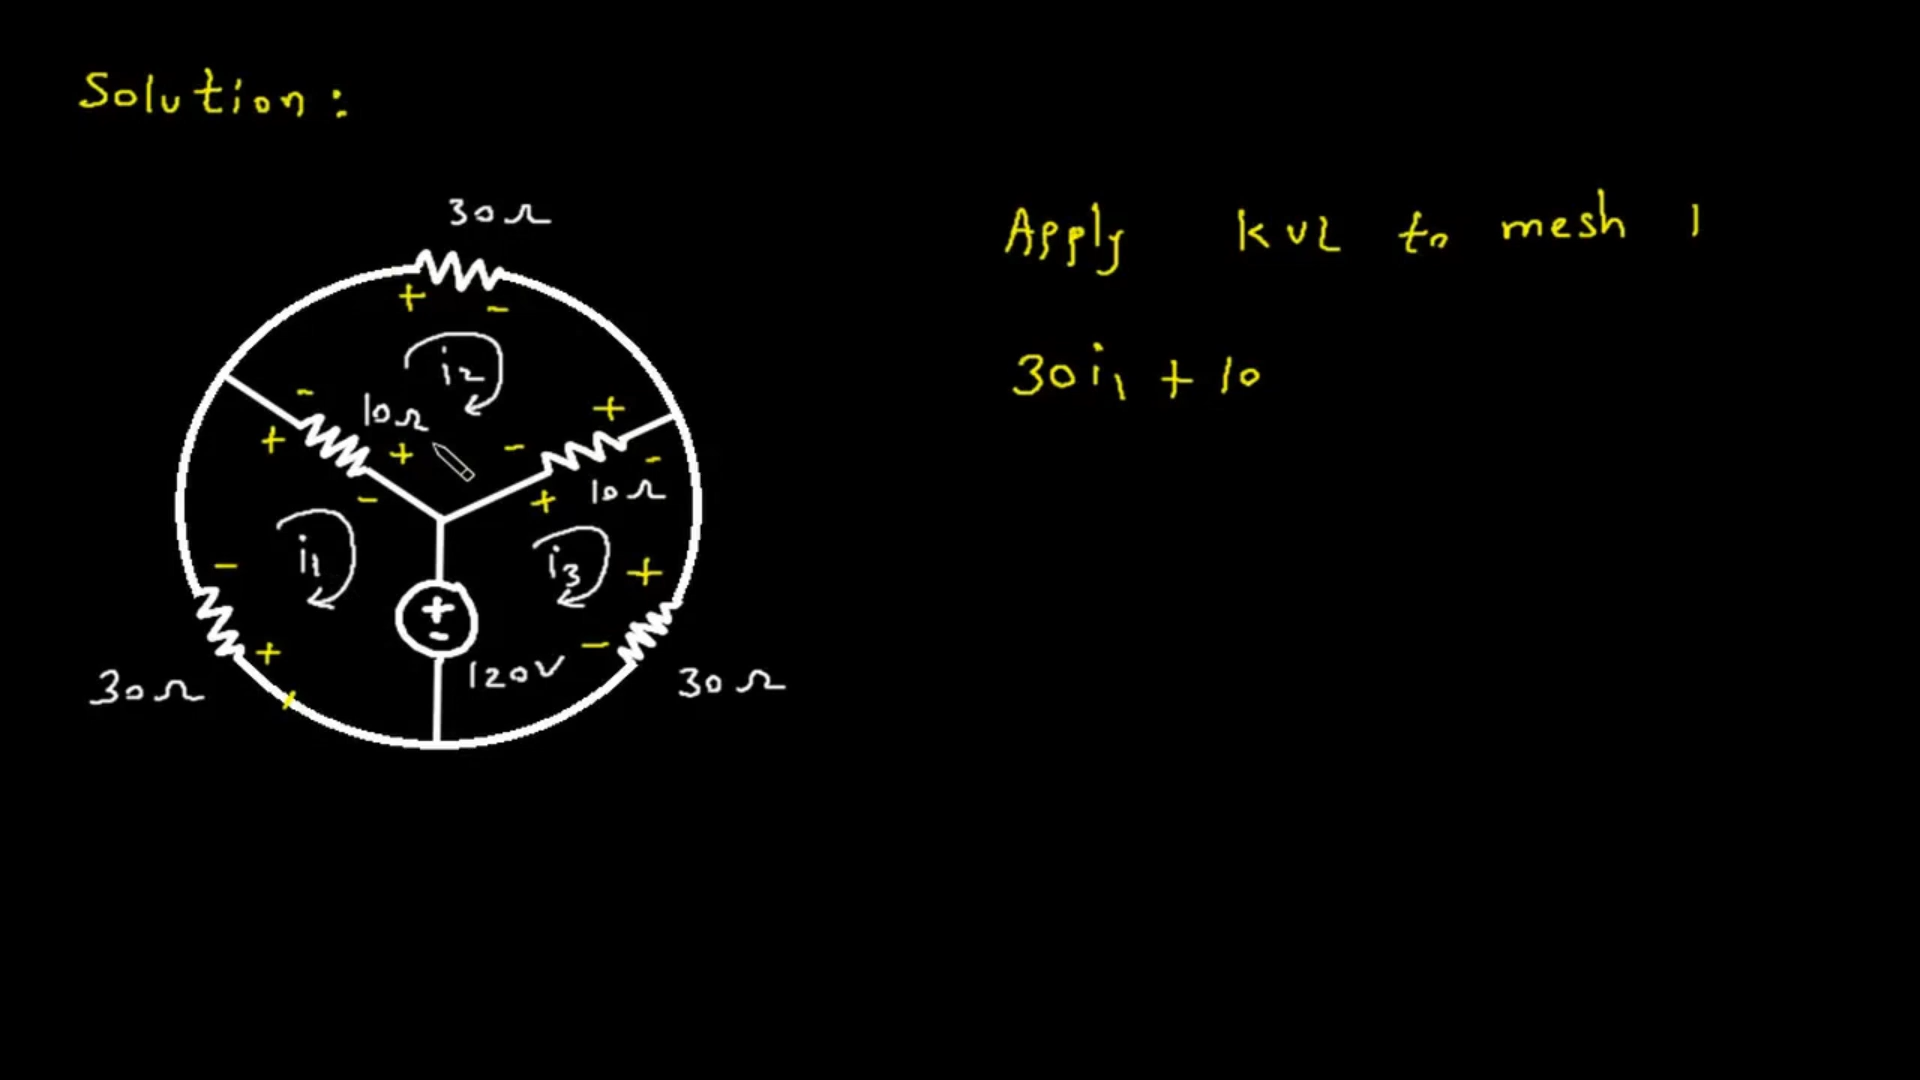 Solution:
30Ω
Apply KVL to mesh 1
+ -
i2
30i1 + 10
- 10Ω +
+ + - -
- + 10Ω
i1 i3 +
- + -
+ - 120V
30Ω 30Ω